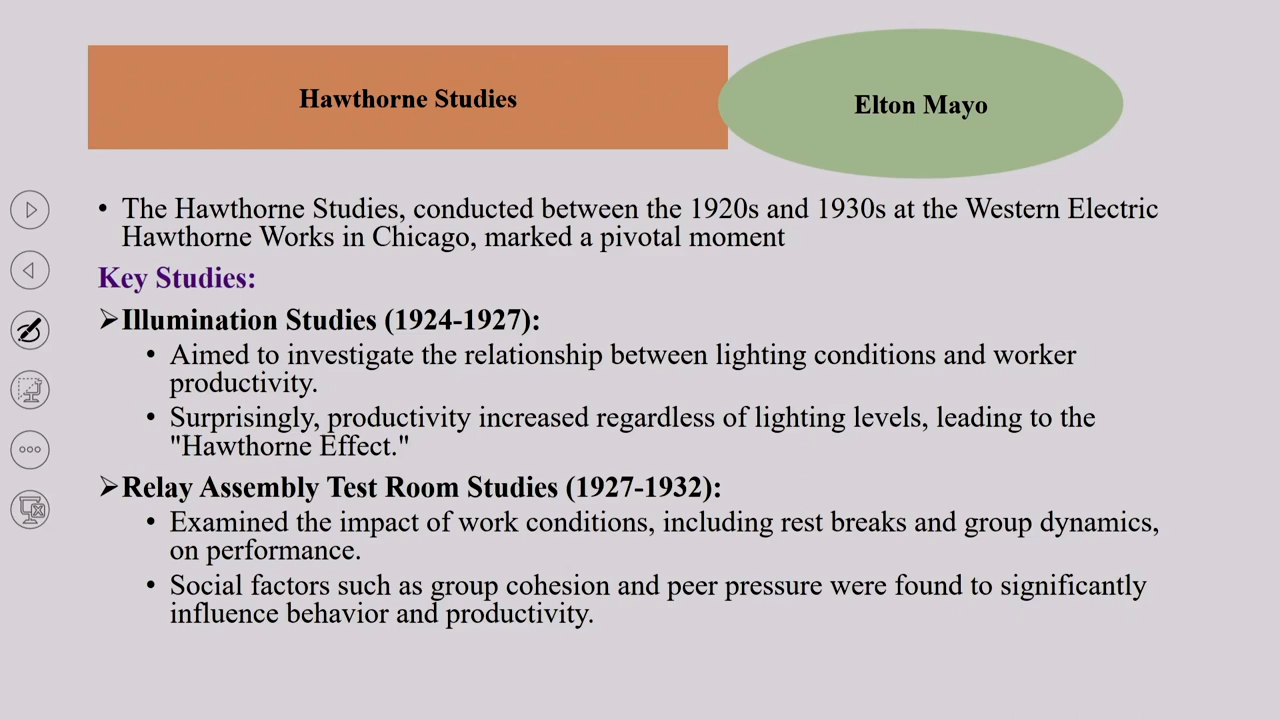 Hawthorne Studies
Elton Mayo
• The Hawthorne Studies, conducted between the 1920s and 1930s at the Western Electric
Hawthorne Works in Chicago, marked a pivotal moment
Key Studies:
➢Illumination Studies (1924-1927):
• Aimed to investigate the relationship between lighting conditions and worker
productivity.
• Surprisingly, productivity increased regardless of lighting levels, leading to the
"Hawthorne Effect."
➢Relay Assembly Test Room Studies (1927-1932):
• Examined the impact of work conditions, including rest breaks and group dynamics,
on performance.
• Social factors such as group cohesion and peer pressure were found to significantly
influence behavior and productivity.